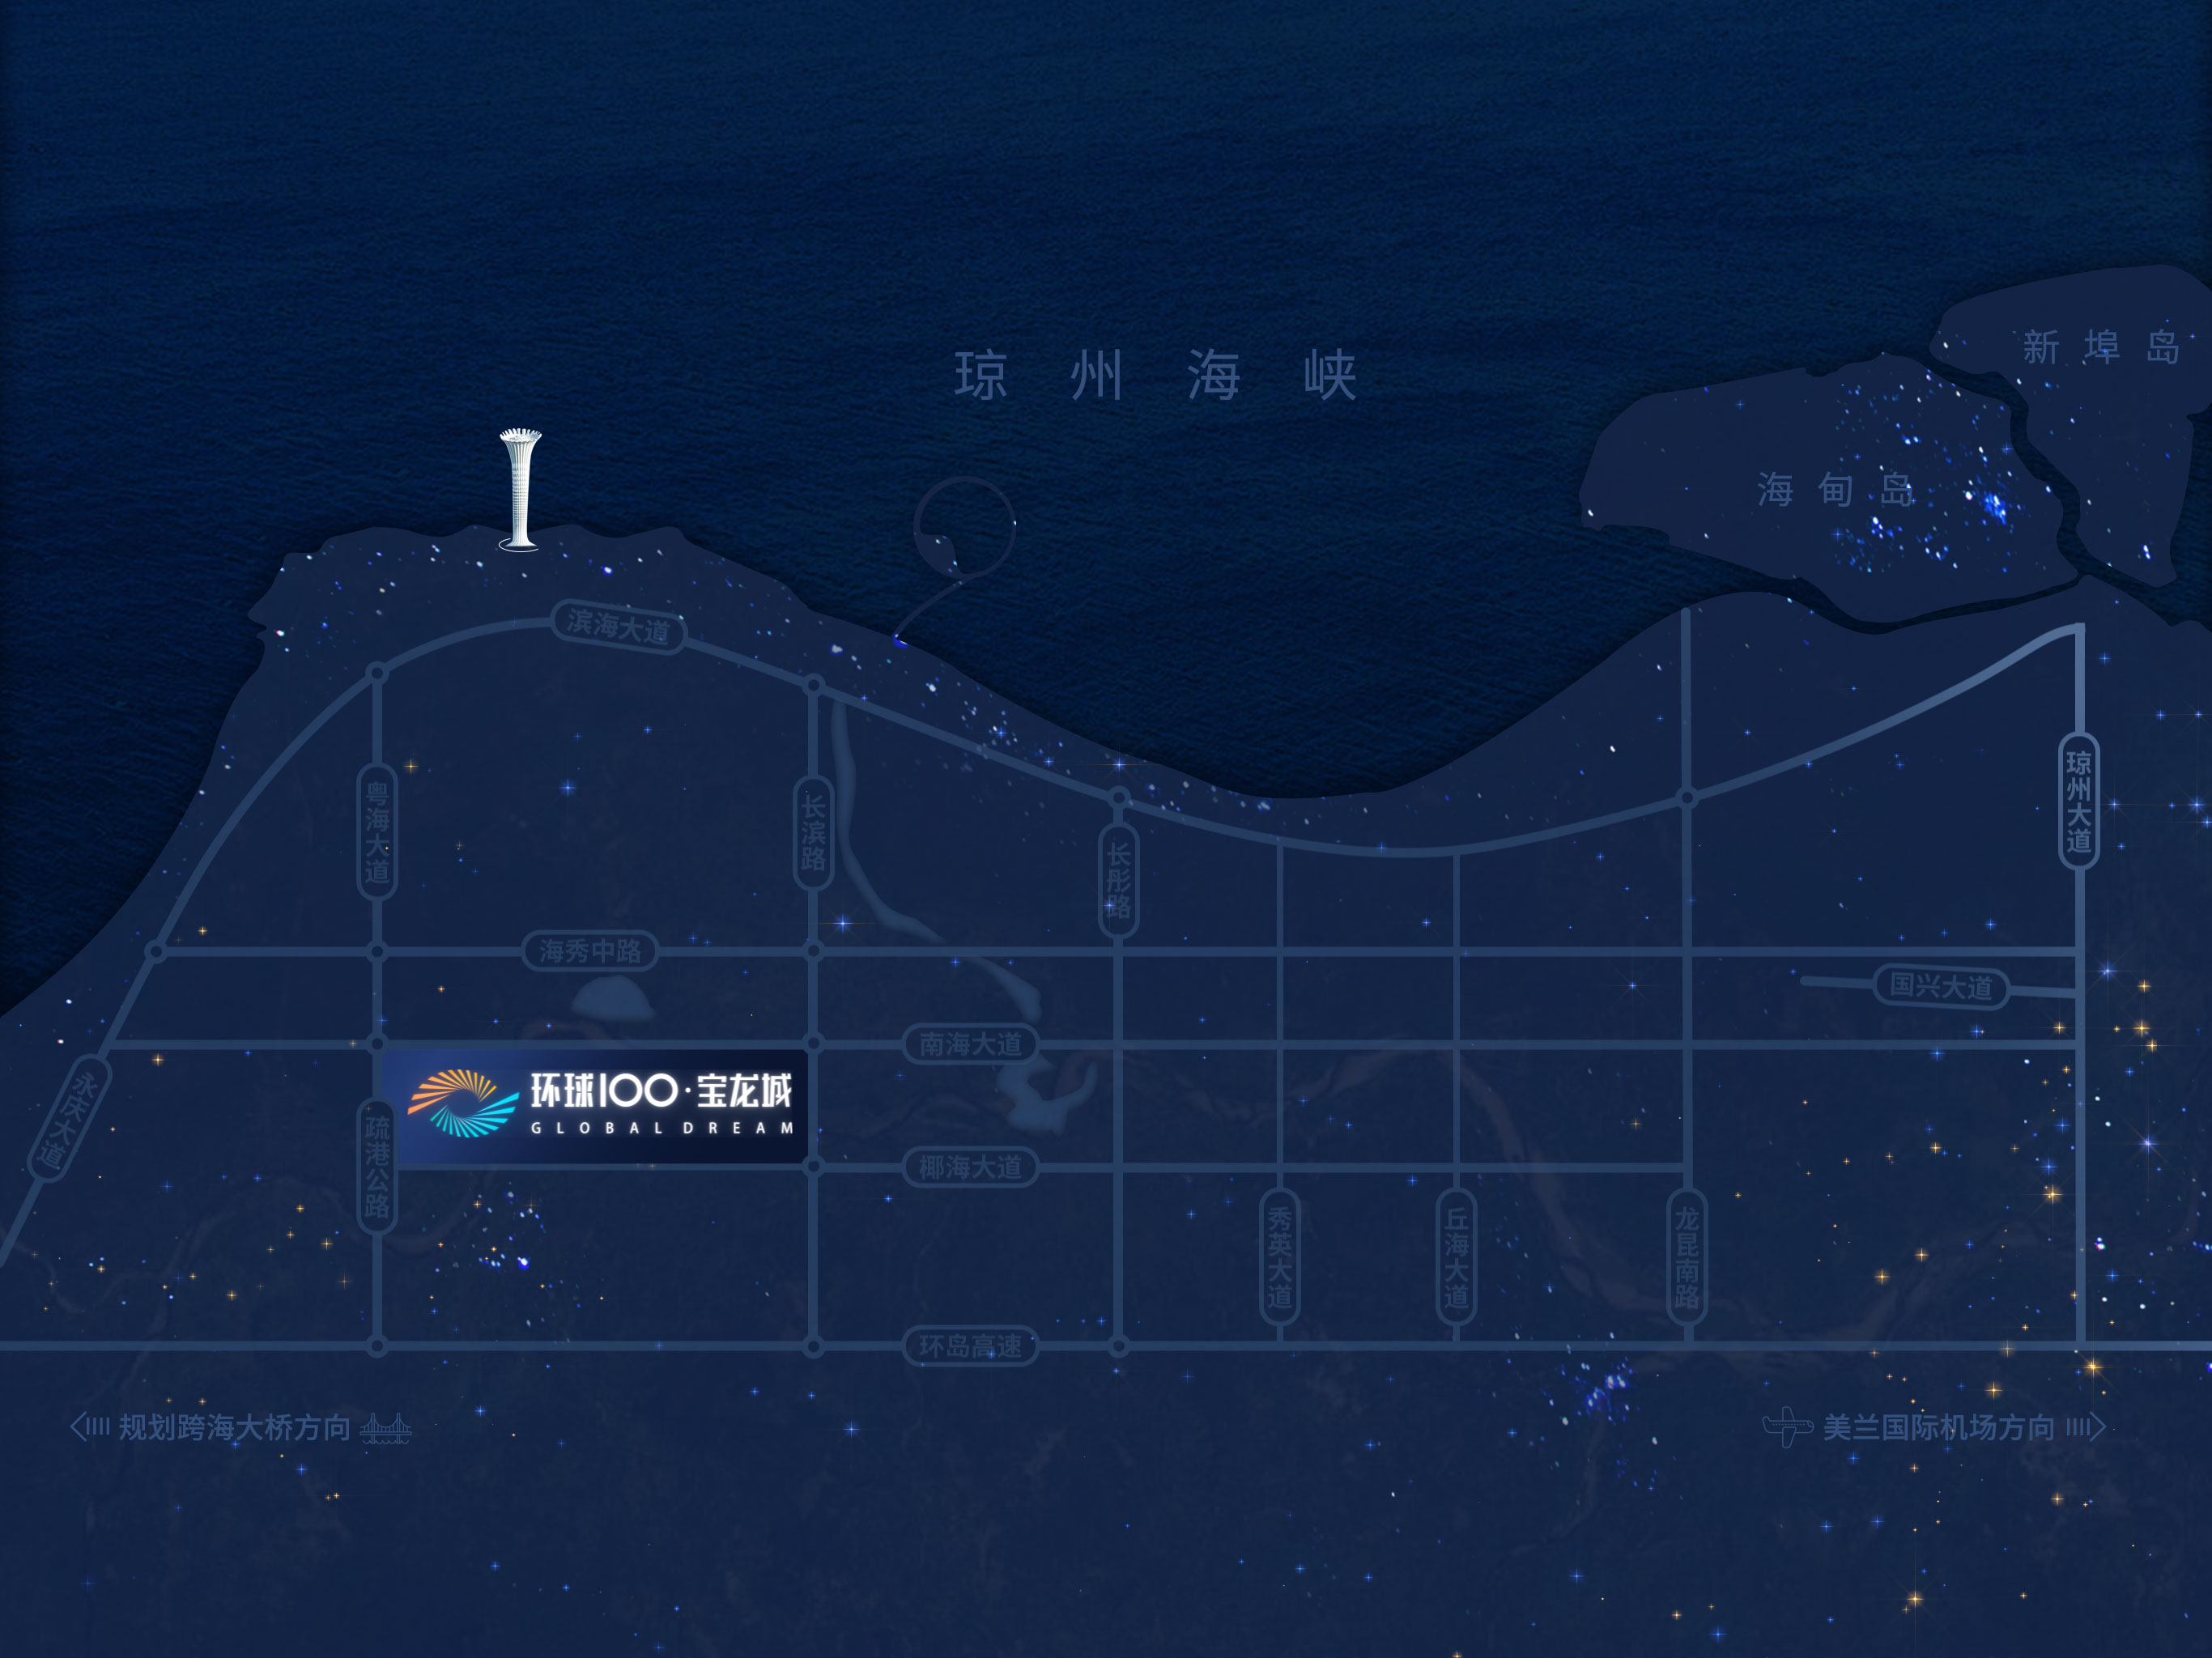 新埠岛
琼州海峡
海甸岛
滨海大道
琼州大道
粤海大道
长滨路
长彤路
海秀中路
国兴大道
南海大道
环球100·宝龙城
GLOBAL DREAM
永庆大道
疏港公路
椰海大道
秀英大道
丘海大道
龙昆南路
环岛高速
规划跨海大桥方向
美兰国际机场方向